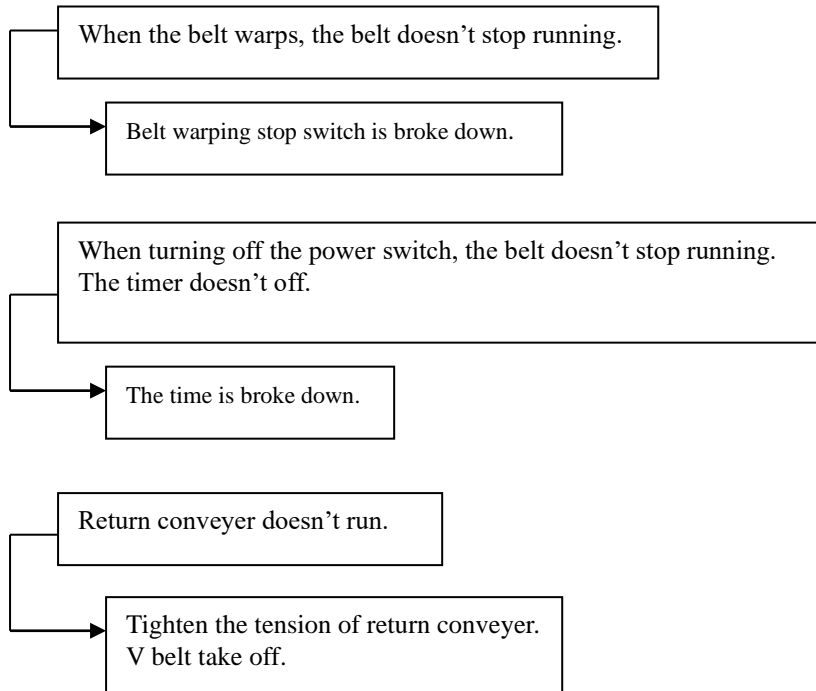 When the belt warps, the belt doesn’t stop running.
Belt warping stop switch is broke down.
When turning off the power switch, the belt doesn’t stop running.
The timer doesn’t off.
The time is broke down.
Return conveyer doesn’t run.
Tighten the tension of return conveyer.
V belt take off.